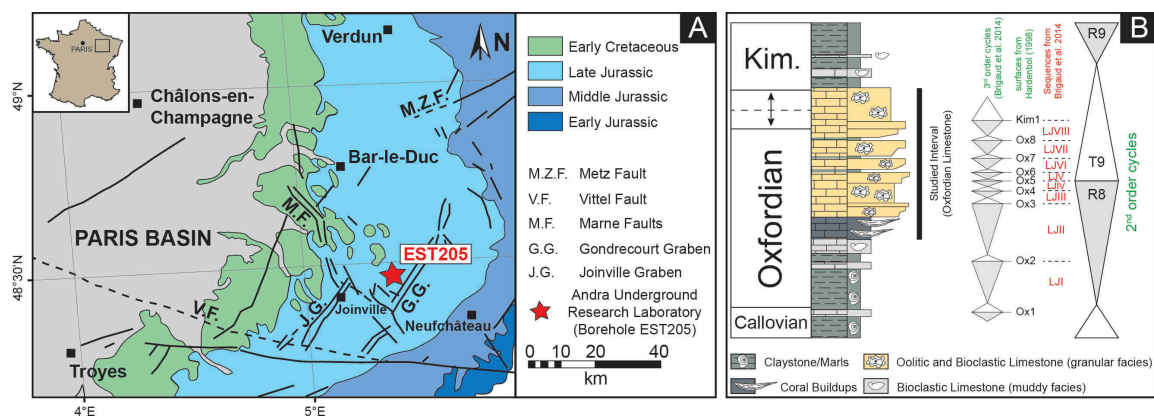 PARIS
Verdun
A
N
Early Cretaceous
Late Jurassic
Middle Jurassic
Early Jurassic
49°N
Châlons-en-
Champagne
M.Z.F.
Bar-le-Duc
M.Z.F. Metz Fault
V.F. Vittel Fault
M.F. Marne Faults
G.G. Gondrecourt Graben
J.G. Joinville Graben
Andra Underground
Research Laboratory
(Borehole EST205)
M.F.
PARIS BASIN
EST205
48°30'N
G.G.
V.F.
J.G.
Joinville
Neufchâteau
Troyes
0 10 20 40
km
4°E
5°E
B
Kim.
Oxfordian
Callovian
Studied Interval
(Oxfordian Limestone)
3rd order cycles
(Brigaud et al. 2014)
surfaces from
Hardenbol (1998)
Sequences from
Brigaud et al. 2014
R9
Kim1
LJVIII
Ox8
LJVII
Ox7
LJVI
T9
Ox6
LJV
Ox5
LJIV
Ox4
LJIII
R8
Ox3
LJII
Ox2
LJI
Ox1
2nd order cycles
Claystone/Marls
Oolitic and Bioclastic Limestone (granular facies)
Coral Buildups
Bioclastic Limestone (muddy facies)